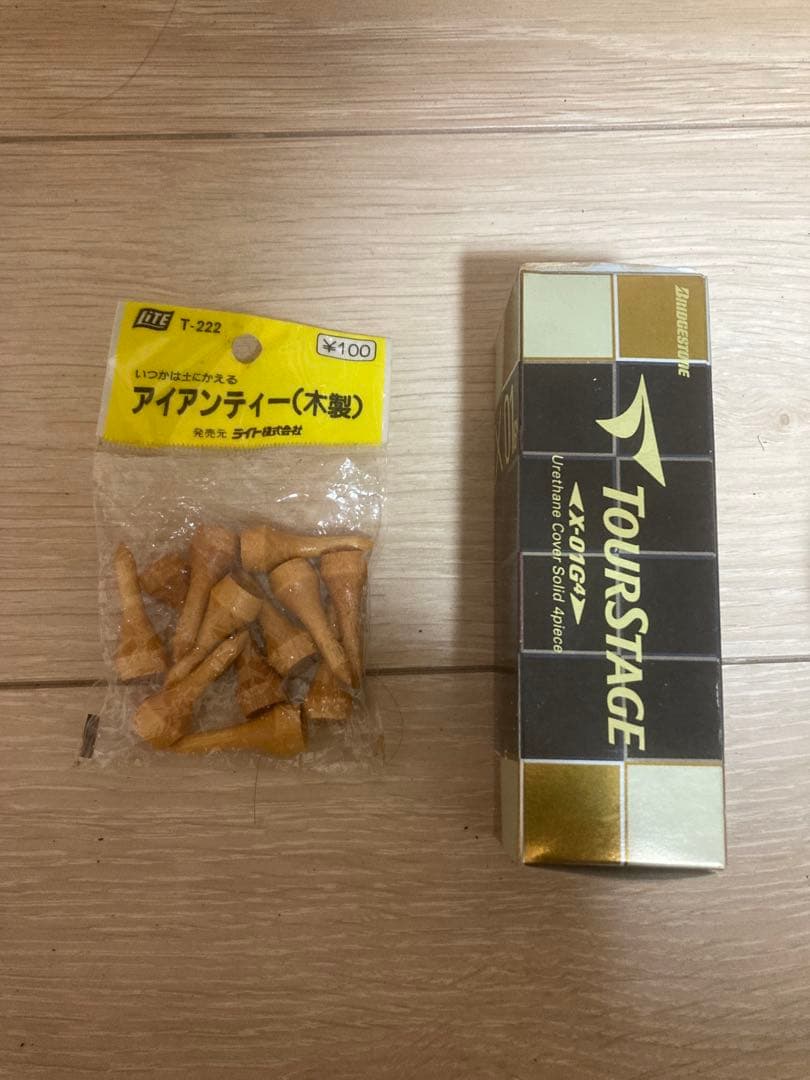 LiTE T-222
¥100
いつかは土にかえる
アイアンティー(木製)
発売元 ライト株式会社
BRIDGESTONE
TOURSTAGE
<X-01G4>
Urethane Cover Solid 4piece